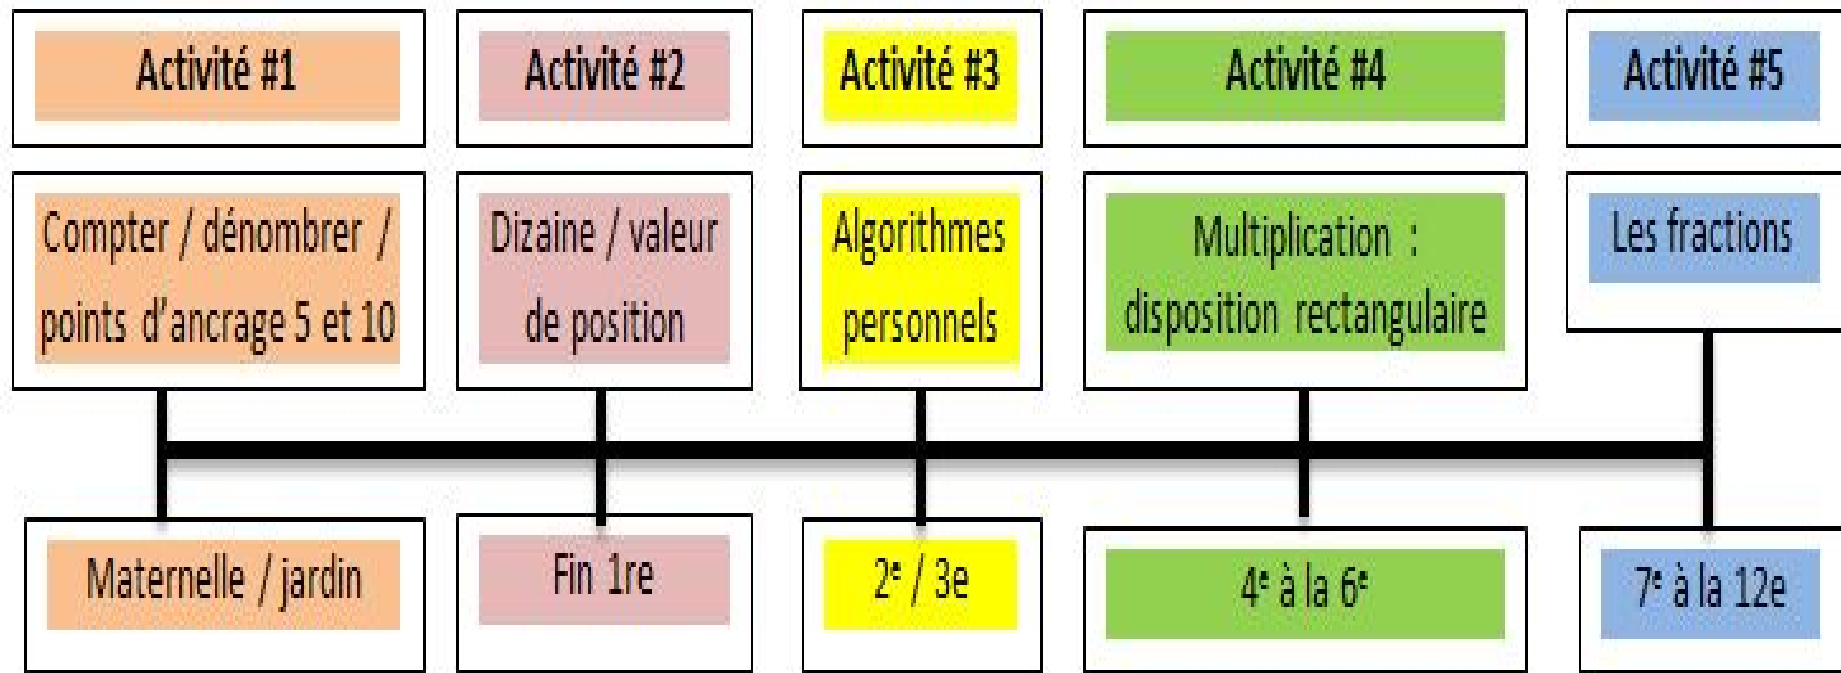 Activité #1
Activité #2
Activité #3
Activité #4
Activité #5
Compter / dénombrer /
points d'ancrage 5 et 10
Dizaine / valeur
de position
Algorithmes
personnels
Multiplication :
disposition rectangulaire
Les fractions
Maternelle / jardin
Fin 1re
2ᵉ / 3e
4ᵉ à la 6ᵉ
7ᵉ à la 12e